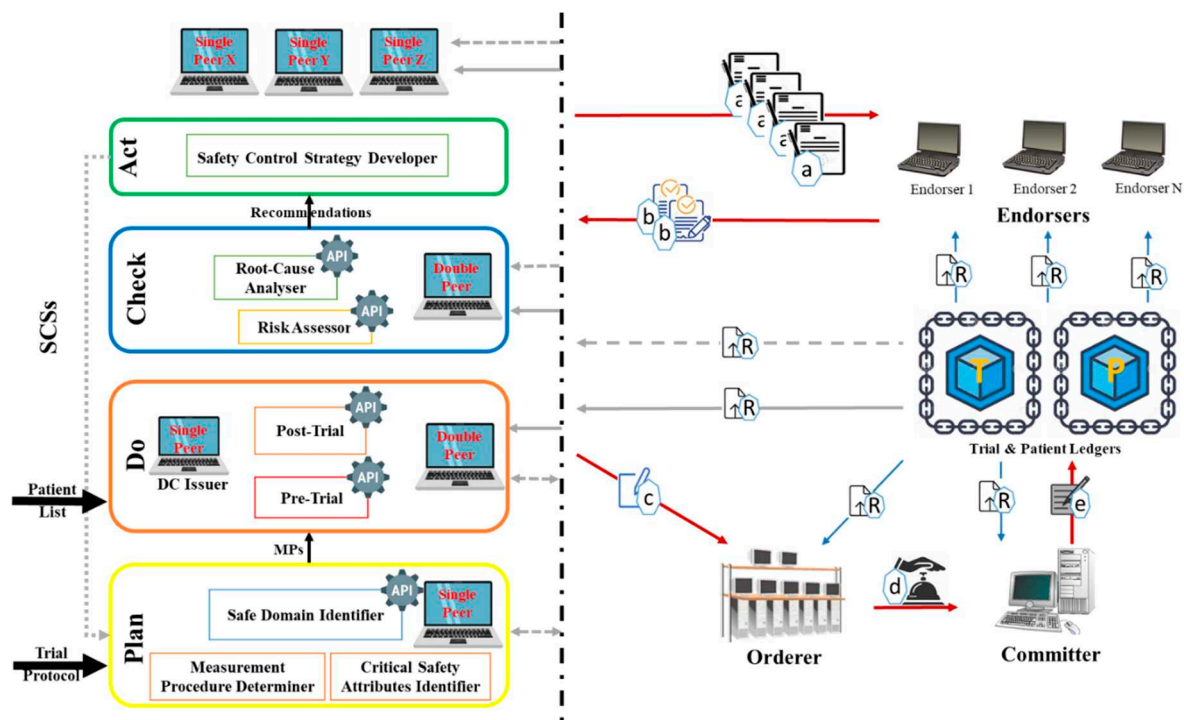 Single
Peer X
Single
Peer Y
Single
Peer Z
Act
Safety Control Strategy Developer
Recommendations
Check
API
Root-Cause
Analyser
API
Risk Assessor
Double
Peer
SCSs
Do
Single
Peer
DC Issuer
API
Post-Trial
API
Pre-Trial
Double
Peer
Patient
List
MPs
Plan
API
Safe Domain Identifier
Single
Peer
Measurement
Procedure Determiner
Critical Safety
Attributes Identifier
Trial
Protocol
a
a
a
a
Endorser 1
Endorser 2
Endorser N
Endorsers
b
b
R
R
R
R
R
T
P
Trial & Patient Ledgers
c
R
R
e
d
Orderer
Committer